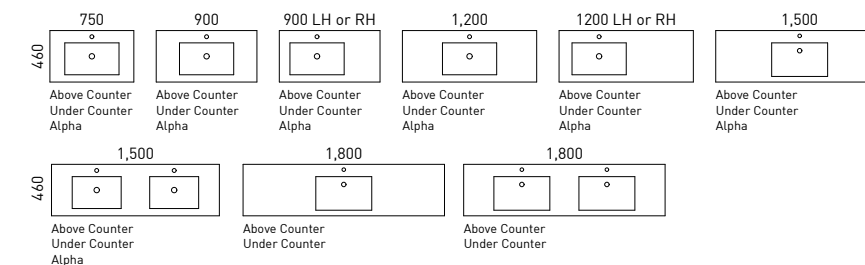 750
900
900 LH or RH
1,200
1200 LH or RH
1,500
460
Above Counter
Under Counter
Alpha
Above Counter
Under Counter
Alpha
Above Counter
Under Counter
Alpha
Above Counter
Under Counter
Alpha
Above Counter
Under Counter
Alpha
Above Counter
Under Counter
Alpha
1,500
1,800
1,800
460
Above Counter
Under Counter
Alpha
Above Counter
Under Counter
Above Counter
Under Counter